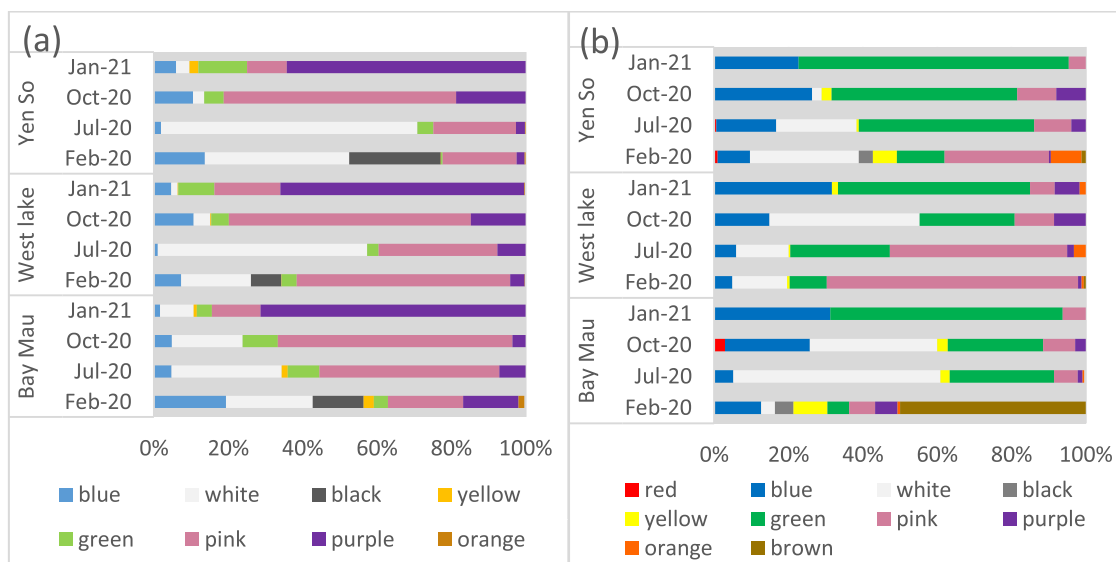 (a)
Yen So
Jan-21
Oct-20
Jul-20
Feb-20
West lake
Jan-21
Oct-20
Jul-20
Feb-20
Bay Mau
Jan-21
Oct-20
Jul-20
Feb-20
0% 20% 40% 60% 80% 100%
blue white black yellow
green pink purple orange
(b)
Yen So
Jan-21
Oct-20
Jul-20
Feb-20
West lake
Jan-21
Oct-20
Jul-20
Feb-20
Bay Mau
Jan-21
Oct-20
Jul-20
Feb-20
0% 20% 40% 60% 80% 100%
red blue white black
yellow green pink purple
orange brown